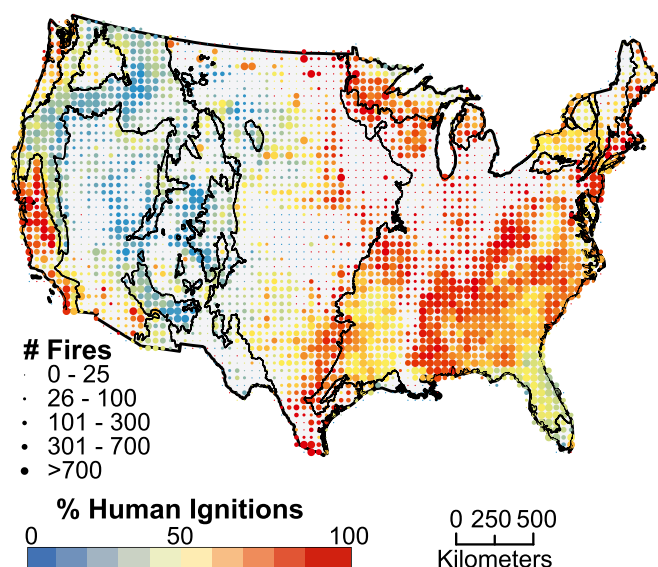 # Fires
0 - 25
26 - 100
101 - 300
301 - 700
>700
% Human Ignitions
0 50 100
0 250 500
Kilometers